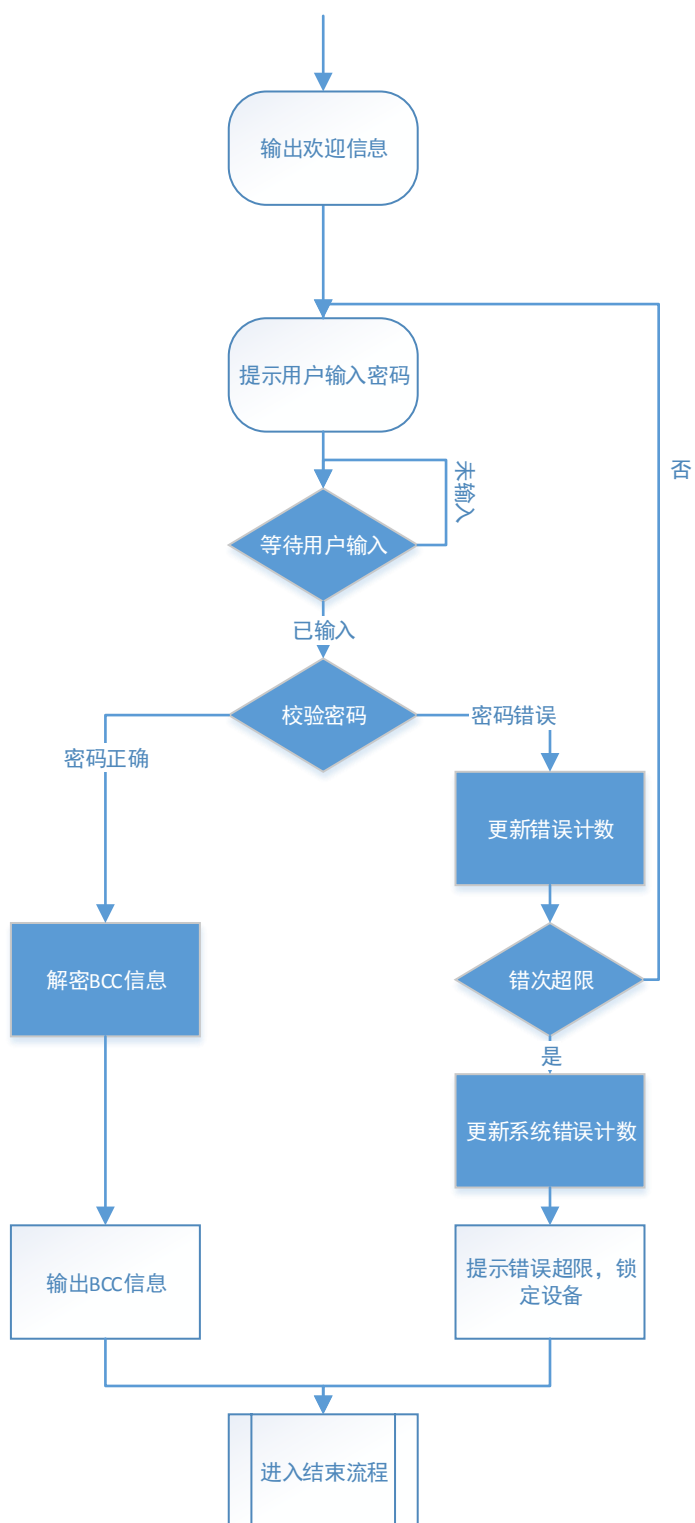 输出欢迎信息
提示用户输入密码
否
未输入
等待用户输入
已输入
校验密码
密码错误
密码正确
更新错误计数
解密BCC信息
错次超限
是
更新系统错误计数
输出BCC信息
提示错误超限，锁
定设备
进入结束流程